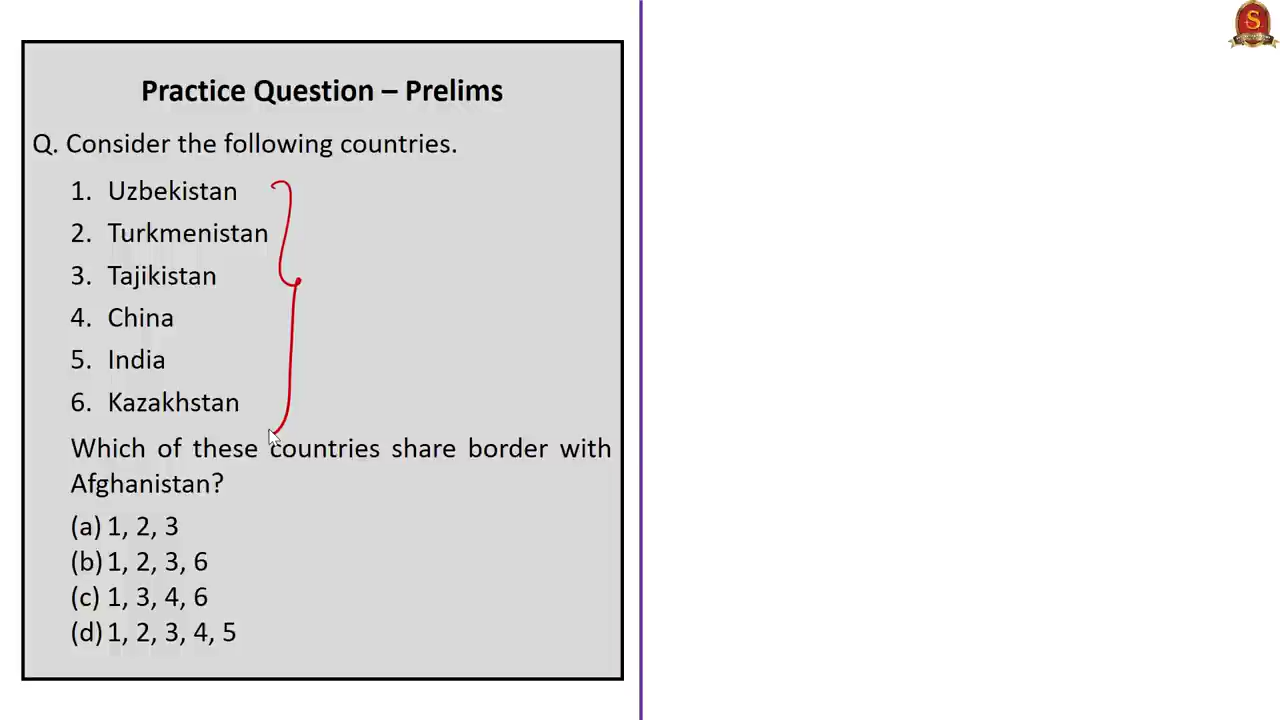 Practice Question – Prelims
Q. Consider the following countries.
1. Uzbekistan
2. Turkmenistan
3. Tajikistan
4. China
5. India
6. Kazakhstan
Which of these countries share border with
Afghanistan?
(a) 1, 2, 3
(b) 1, 2, 3, 6
(c) 1, 3, 4, 6
(d) 1, 2, 3, 4, 5
S